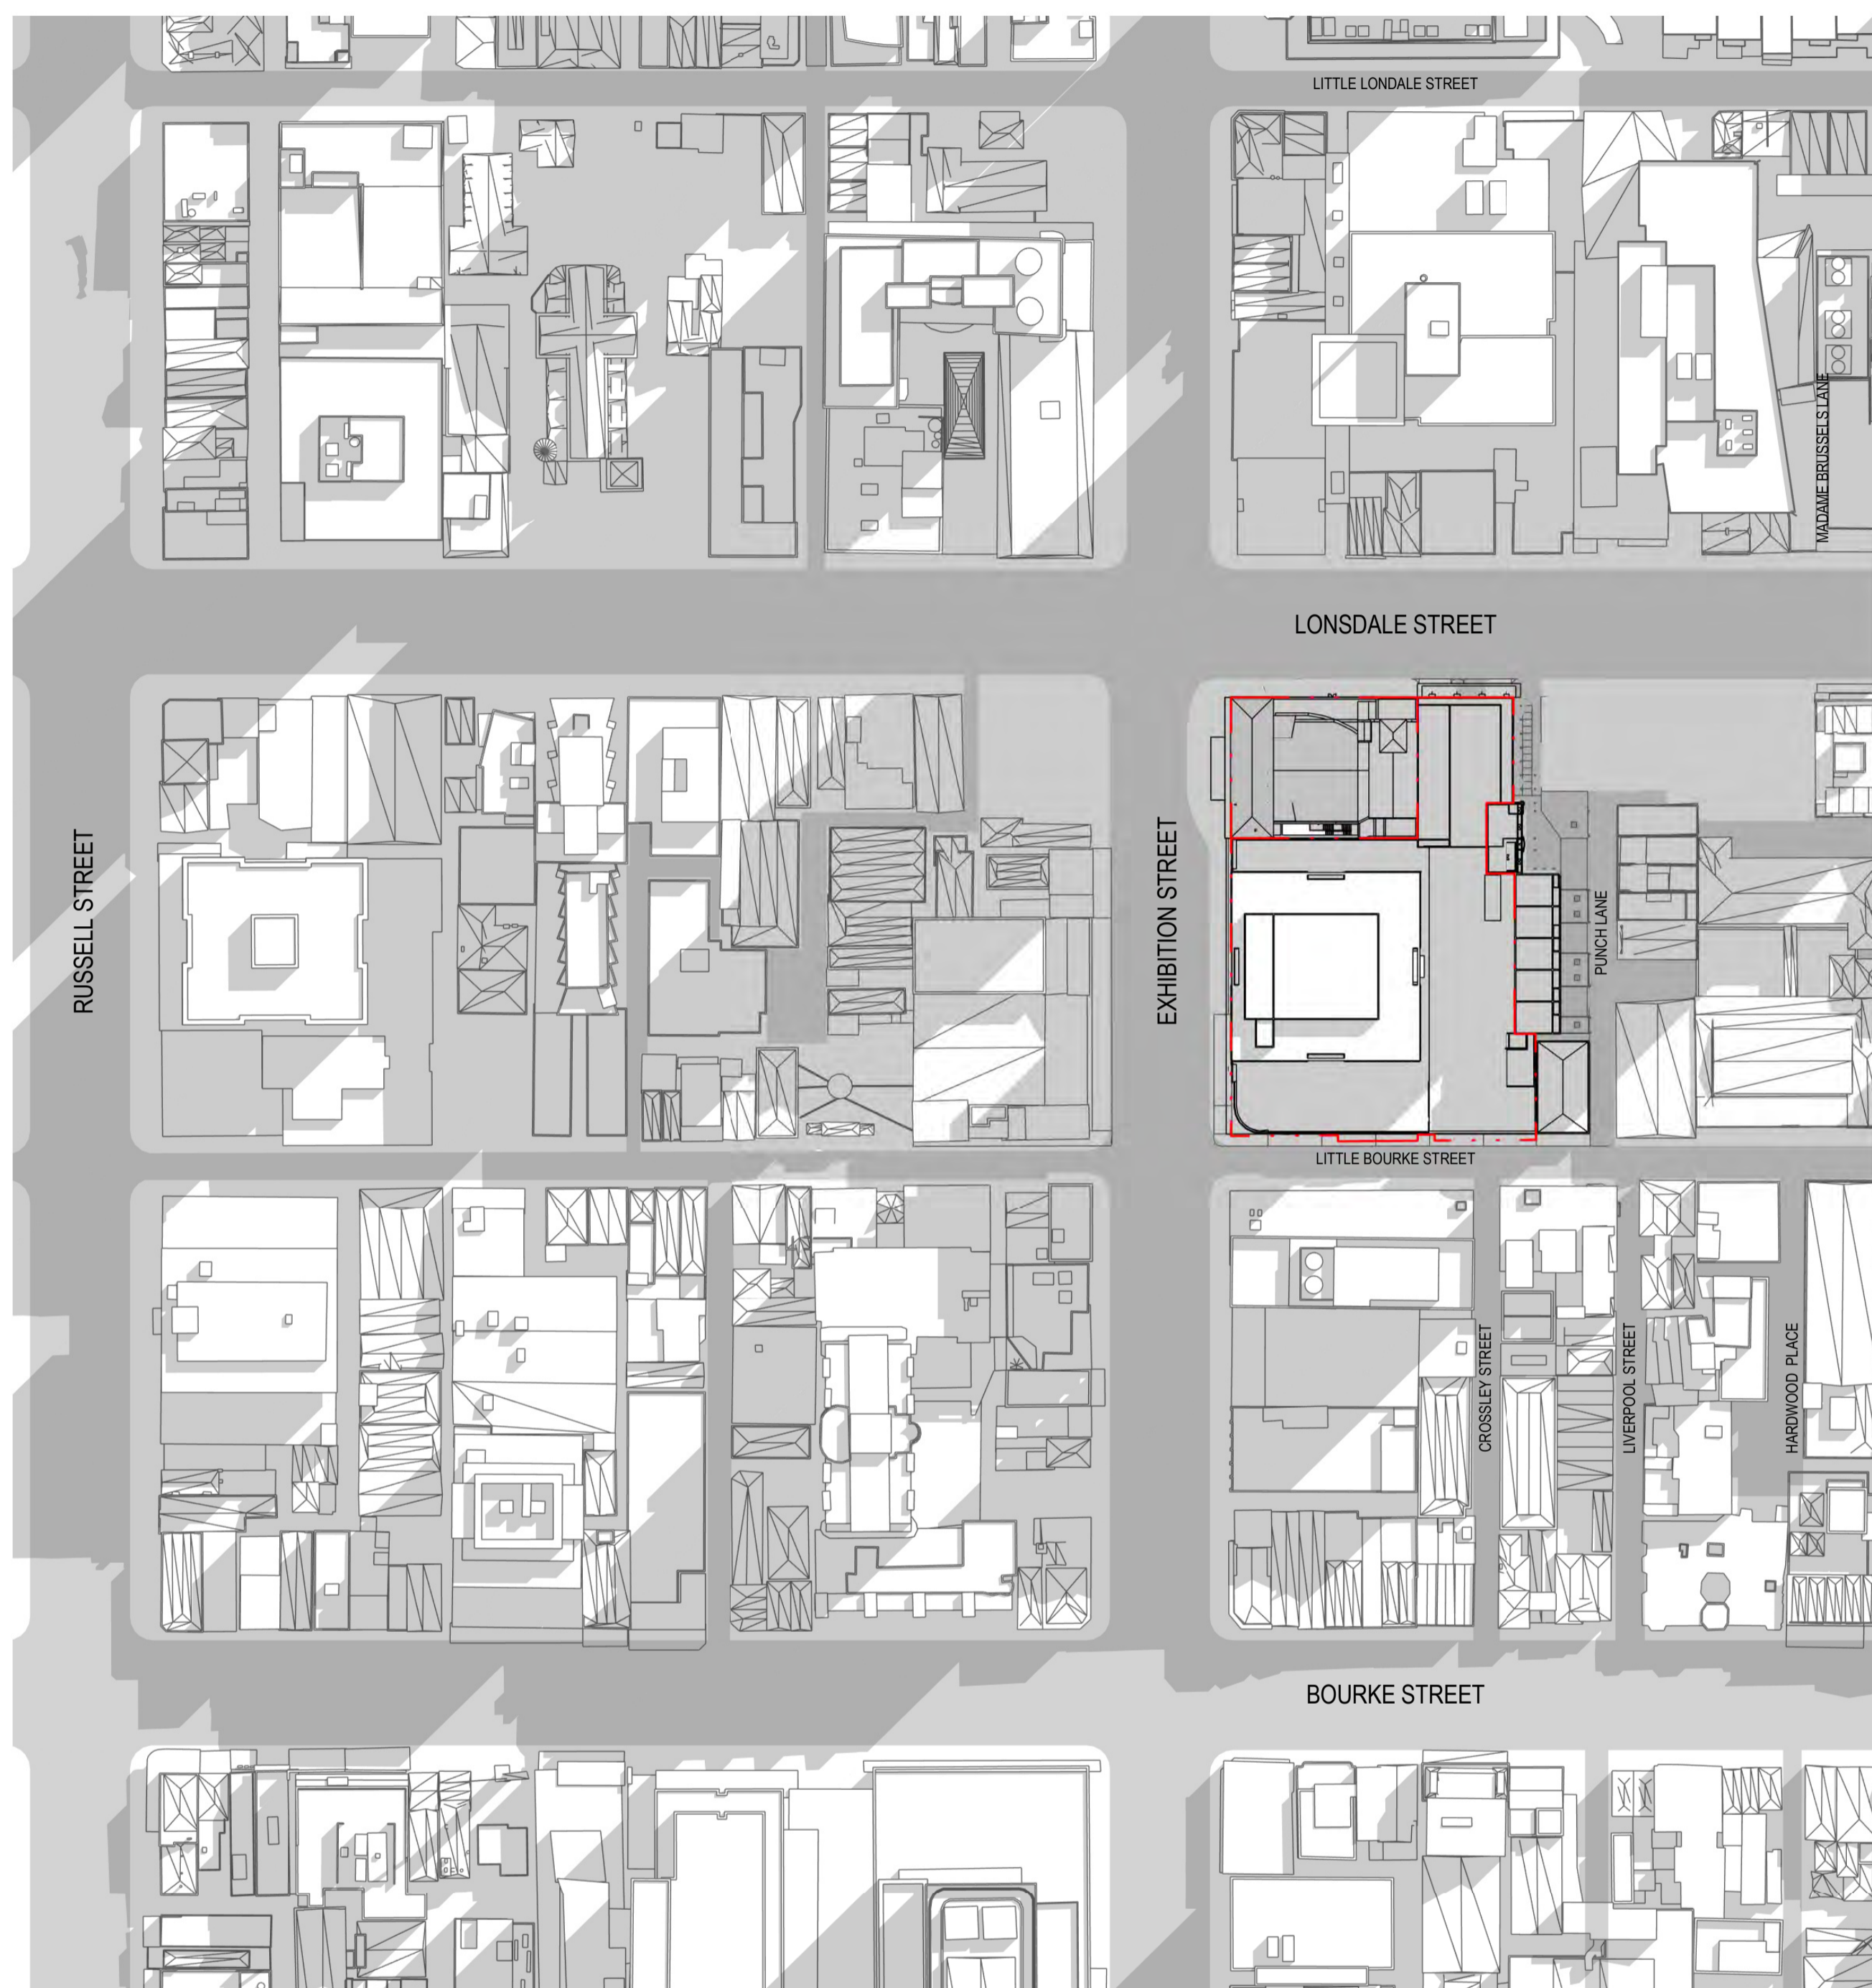 LITTLE LONDALE STREET
MADAME BRUSSELS LANE
LONSDALE STREET
RUSSELL STREET
EXHIBITION STREET
PUNCH LANE
LITTLE BOURKE STREET
CROSSLEY STREET
LIVERPOOL STREET
HARDWOOD PLACE
BOURKE STREET